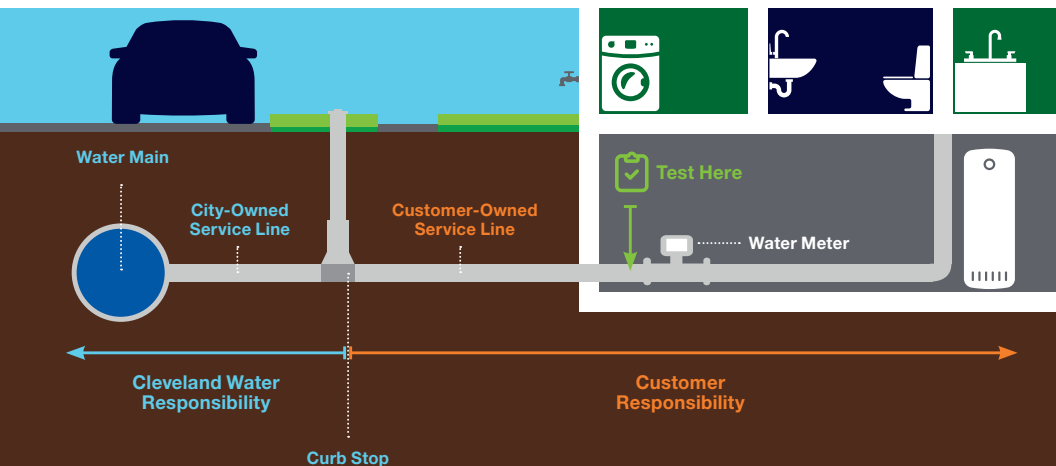 Water Main
City-Owned
Service Line
Customer-Owned
Service Line
Test Here
Water Meter
Cleveland Water
Responsibility
Customer
Responsibility
Curb Stop